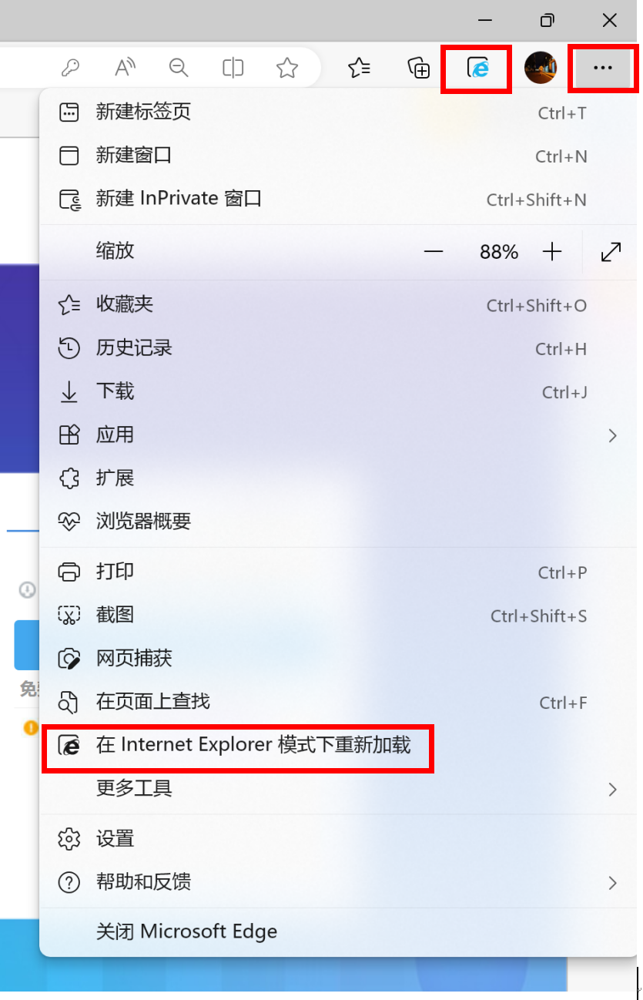 新建标签页 Ctrl+T
新建窗口 Ctrl+N
新建 InPrivate 窗口 Ctrl+Shift+N
缩放 88%
收藏夹 Ctrl+Shift+O
历史记录 Ctrl+H
下载 Ctrl+J
应用
扩展
浏览器概要
打印 Ctrl+P
截图 Ctrl+Shift+S
网页捕获
免
在页面上查找 Ctrl+F
在 Internet Explorer 模式下重新加载
更多工具
设置
帮助和反馈
关闭 Microsoft Edge